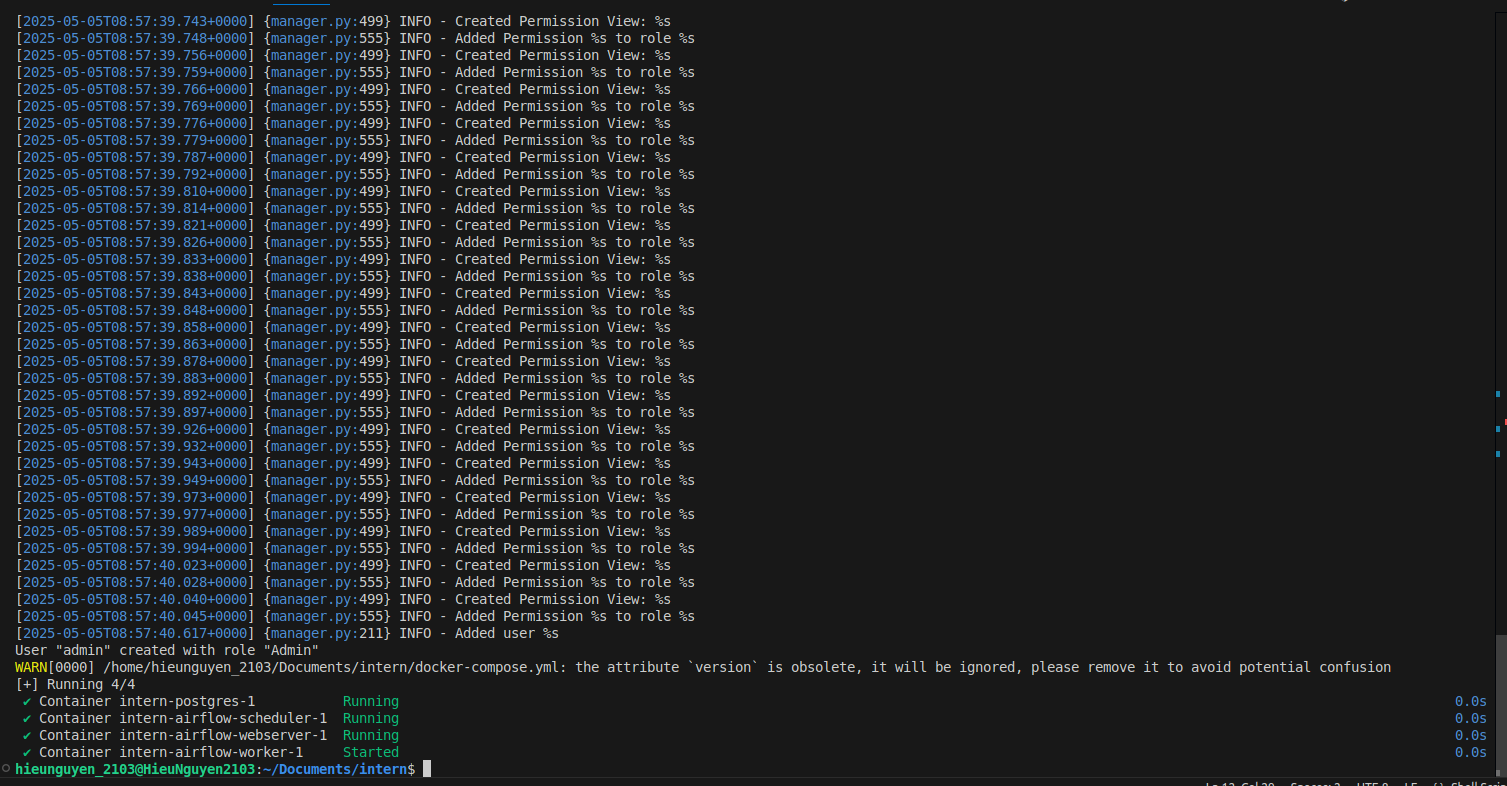 [2025-05-05T08:57:39.743+0000] {manager.py:499} INFO - Created Permission View: %s
[2025-05-05T08:57:39.748+0000] {manager.py:555} INFO - Added Permission %s to role %s
[2025-05-05T08:57:39.756+0000] {manager.py:499} INFO - Created Permission View: %s
[2025-05-05T08:57:39.759+0000] {manager.py:555} INFO - Added Permission %s to role %s
[2025-05-05T08:57:39.766+0000] {manager.py:499} INFO - Created Permission View: %s
[2025-05-05T08:57:39.769+0000] {manager.py:555} INFO - Added Permission %s to role %s
[2025-05-05T08:57:39.776+0000] {manager.py:499} INFO - Created Permission View: %s
[2025-05-05T08:57:39.779+0000] {manager.py:555} INFO - Added Permission %s to role %s
[2025-05-05T08:57:39.787+0000] {manager.py:499} INFO - Created Permission View: %s
[2025-05-05T08:57:39.792+0000] {manager.py:555} INFO - Added Permission %s to role %s
[2025-05-05T08:57:39.810+0000] {manager.py:499} INFO - Created Permission View: %s
[2025-05-05T08:57:39.814+0000] {manager.py:555} INFO - Added Permission %s to role %s
[2025-05-05T08:57:39.821+0000] {manager.py:499} INFO - Created Permission View: %s
[2025-05-05T08:57:39.826+0000] {manager.py:555} INFO - Added Permission %s to role %s
[2025-05-05T08:57:39.833+0000] {manager.py:499} INFO - Created Permission View: %s
[2025-05-05T08:57:39.838+0000] {manager.py:555} INFO - Added Permission %s to role %s
[2025-05-05T08:57:39.843+0000] {manager.py:499} INFO - Created Permission View: %s
[2025-05-05T08:57:39.848+0000] {manager.py:555} INFO - Added Permission %s to role %s
[2025-05-05T08:57:39.858+0000] {manager.py:499} INFO - Created Permission View: %s
[2025-05-05T08:57:39.863+0000] {manager.py:555} INFO - Added Permission %s to role %s
[2025-05-05T08:57:39.878+0000] {manager.py:499} INFO - Created Permission View: %s
[2025-05-05T08:57:39.883+0000] {manager.py:555} INFO - Added Permission %s to role %s
[2025-05-05T08:57:39.892+0000] {manager.py:499} INFO - Created Permission View: %s
[2025-05-05T08:57:39.897+0000] {manager.py:555} INFO - Added Permission %s to role %s
[2025-05-05T08:57:39.926+0000] {manager.py:499} INFO - Created Permission View: %s
[2025-05-05T08:57:39.932+0000] {manager.py:555} INFO - Added Permission %s to role %s
[2025-05-05T08:57:39.943+0000] {manager.py:499} INFO - Created Permission View: %s
[2025-05-05T08:57:39.949+0000] {manager.py:555} INFO - Added Permission %s to role %s
[2025-05-05T08:57:39.973+0000] {manager.py:499} INFO - Created Permission View: %s
[2025-05-05T08:57:39.977+0000] {manager.py:555} INFO - Added Permission %s to role %s
[2025-05-05T08:57:39.989+0000] {manager.py:499} INFO - Created Permission View: %s
[2025-05-05T08:57:39.994+0000] {manager.py:555} INFO - Added Permission %s to role %s
[2025-05-05T08:57:40.023+0000] {manager.py:499} INFO - Created Permission View: %s
[2025-05-05T08:57:40.028+0000] {manager.py:555} INFO - Added Permission %s to role %s
[2025-05-05T08:57:40.040+0000] {manager.py:499} INFO - Created Permission View: %s
[2025-05-05T08:57:40.045+0000] {manager.py:555} INFO - Added Permission %s to role %s
[2025-05-05T08:57:40.617+0000] {manager.py:211} INFO - Added user %s
User "admin" created with role "Admin"
WARN[0000] /home/hieunguyen_2103/Documents/intern/docker-compose.yml: the attribute `version` is obsolete, it will be ignored, please remove it to avoid potential confusion
[+] Running 4/4
✔ Container intern-postgres-1 Running 0.0s
✔ Container intern-airflow-scheduler-1 Running 0.0s
✔ Container intern-airflow-webserver-1 Running 0.0s
✔ Container intern-airflow-worker-1 Started 0.0s
hieunguyen_2103@HieuNguyen2103:~/Documents/intern$